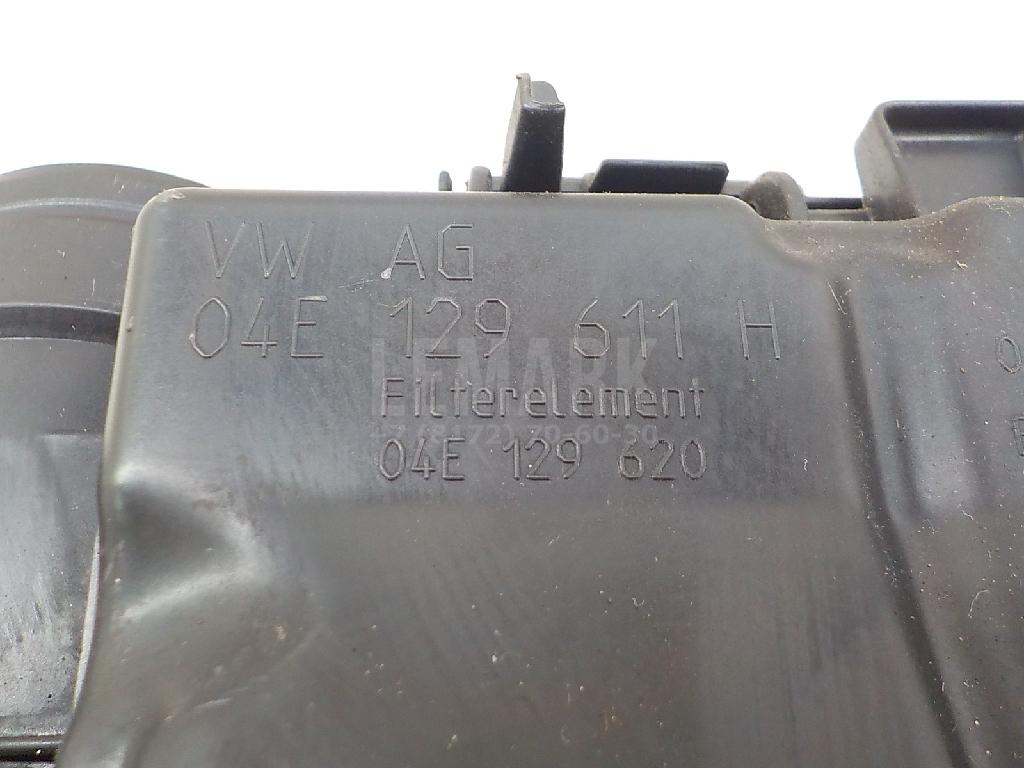 VW AG
04E 129 611 H
LEMARK
Filterelement
04E 129 620